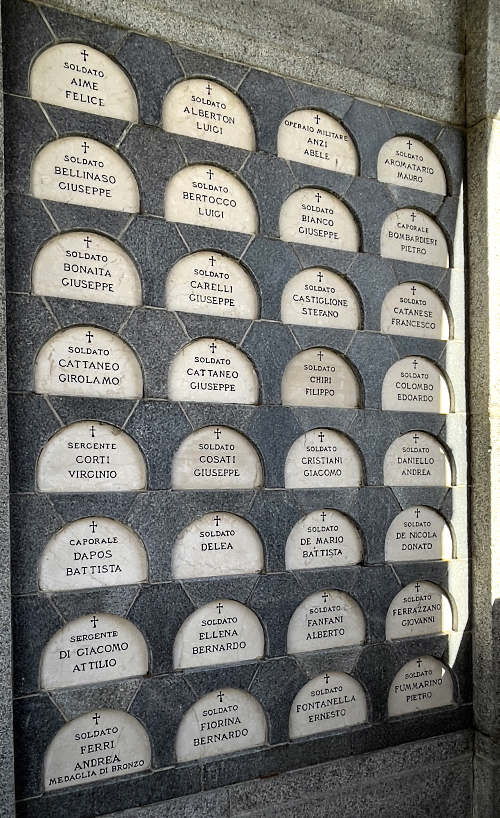 SOLDATO
AIME
FELICE
SOLDATO
ALBERTON
LUIGI
OPERAIO MILITARE
ANZI
ABELE
SOLDATO
AROMATARIO
MAURO
SOLDATO
BELLINASO
GIUSEPPE
SOLDATO
BERTOCCO
LUIGI
SOLDATO
BIANCO
GIUSEPPE
CAPORALE
BOMBARDIERI
PIETRO
SOLDATO
BONAITA
GIUSEPPE
SOLDATO
CARELLI
GIUSEPPE
SOLDATO
CASTIGLIONE
STEFANO
SOLDATO
CATANESE
FRANCESCO
SOLDATO
CATTANEO
GIROLAMO
SOLDATO
CATTANEO
GIUSEPPE
SOLDATO
CHIRI
FILIPPO
SOLDATO
COLOMBO
EDOARDO
SERGENTE
CORTI
VIRGINIO
SOLDATO
COSATI
GIUSEPPE
SOLDATO
CRISTIANI
GIACOMO
SOLDATO
DANIELLO
ANDREA
CAPORALE
DAPOS
BATTISTA
SOLDATO
DELEA
SOLDATO
DE MARIO
BATTISTA
SOLDATO
DE NICOLA
DONATO
SERGENTE
DI GIACOMO
ATTILIO
SOLDATO
ELLENA
BERNARDO
SOLDATO
FANFANI
ALBERTO
SOLDATO
FERRAZZANO
GIOVANNI
SOLDATO
FERRI
ANDREA
MEDAGLIA DI BRONZO
SOLDATO
FIORINA
BERNARDO
SOLDATO
FONTANELLA
ERNESTO
SOLDATO
FUMMARINO
PIETRO